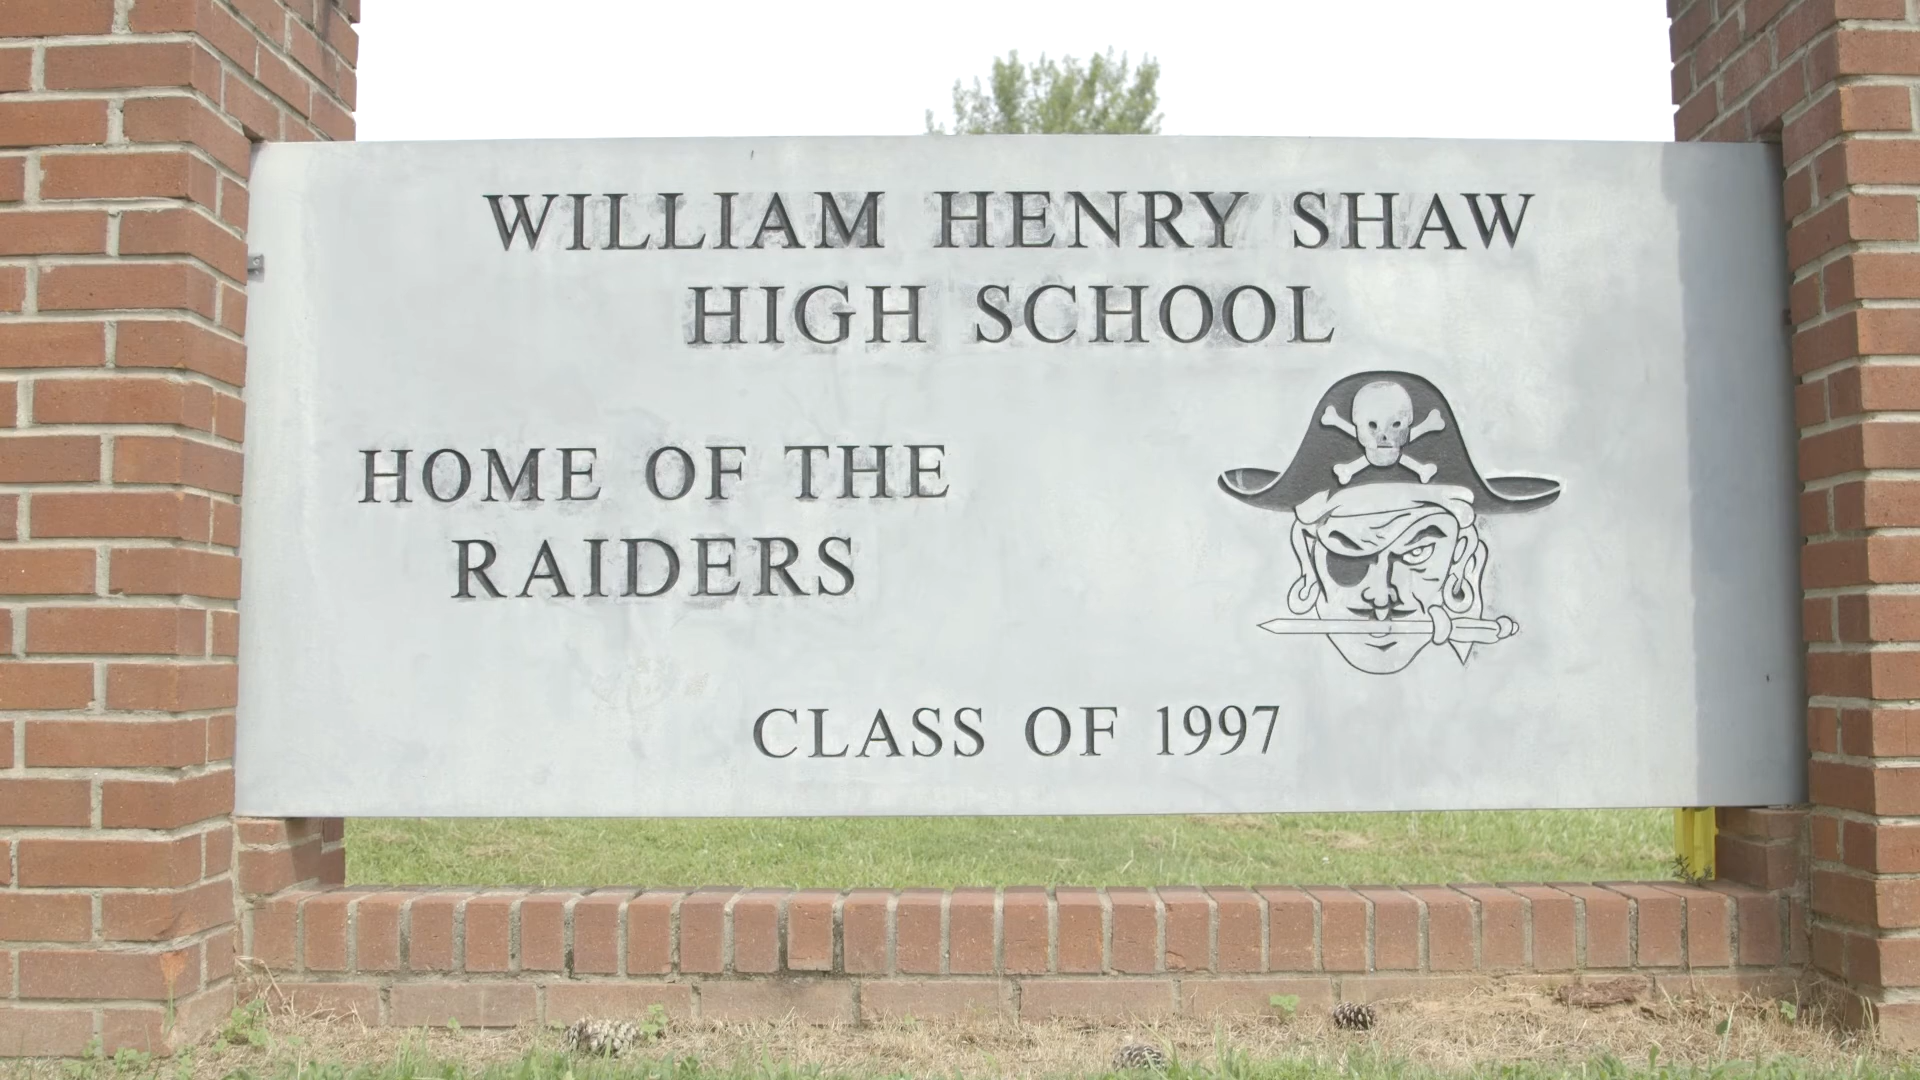 WILLIAM HENRY SHAW
HIGH SCHOOL
HOME OF THE
RAIDERS
CLASS OF 1997